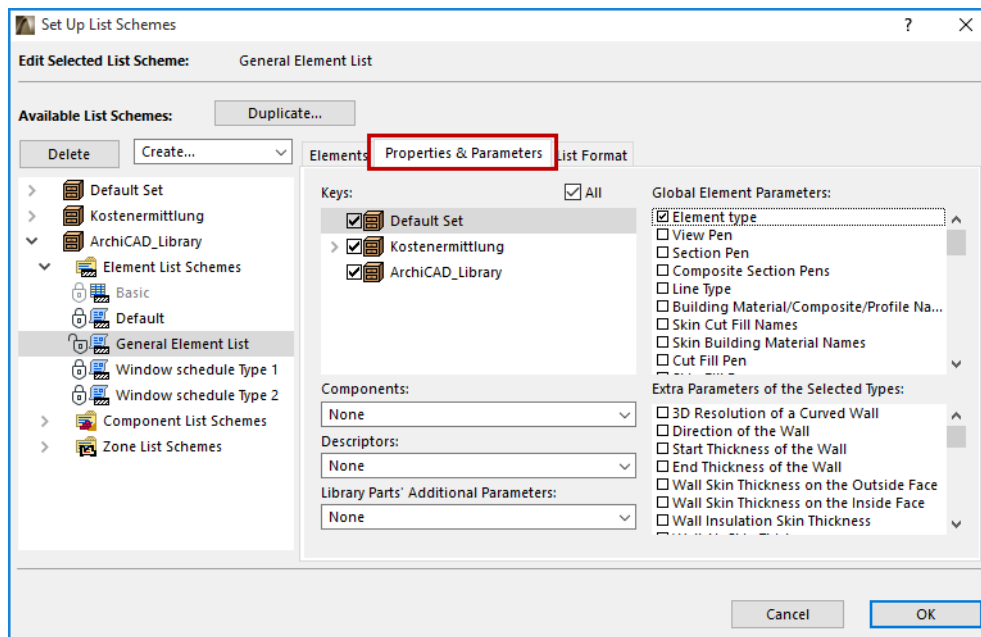 Set Up List Schemes
?
Edit Selected List Scheme: General Element List
Available List Schemes:
Duplicate...
Delete
Create...
Elements
Properties & Parameters
List Format
Default Set
Kostenermittlung
ArchiCAD_Library
Element List Schemes
Basic
Default
General Element List
Window schedule Type 1
Window schedule Type 2
Component List Schemes
Zone List Schemes
Keys:
All
Default Set
Kostenermittlung
ArchiCAD_Library
Components:
None
Descriptors:
None
Library Parts' Additional Parameters:
None
Global Element Parameters:
Element type
View Pen
Section Pen
Composite Section Pens
Line Type
Building Material/Composite/Profile Na...
Skin Cut Fill Names
Skin Building Material Names
Cut Fill Pen
Extra Parameters of the Selected Types:
3D Resolution of a Curved Wall
Direction of the Wall
Start Thickness of the Wall
End Thickness of the Wall
Wall Skin Thickness on the Outside Face
Wall Skin Thickness on the Inside Face
Wall Insulation Skin Thickness
Cancel
OK